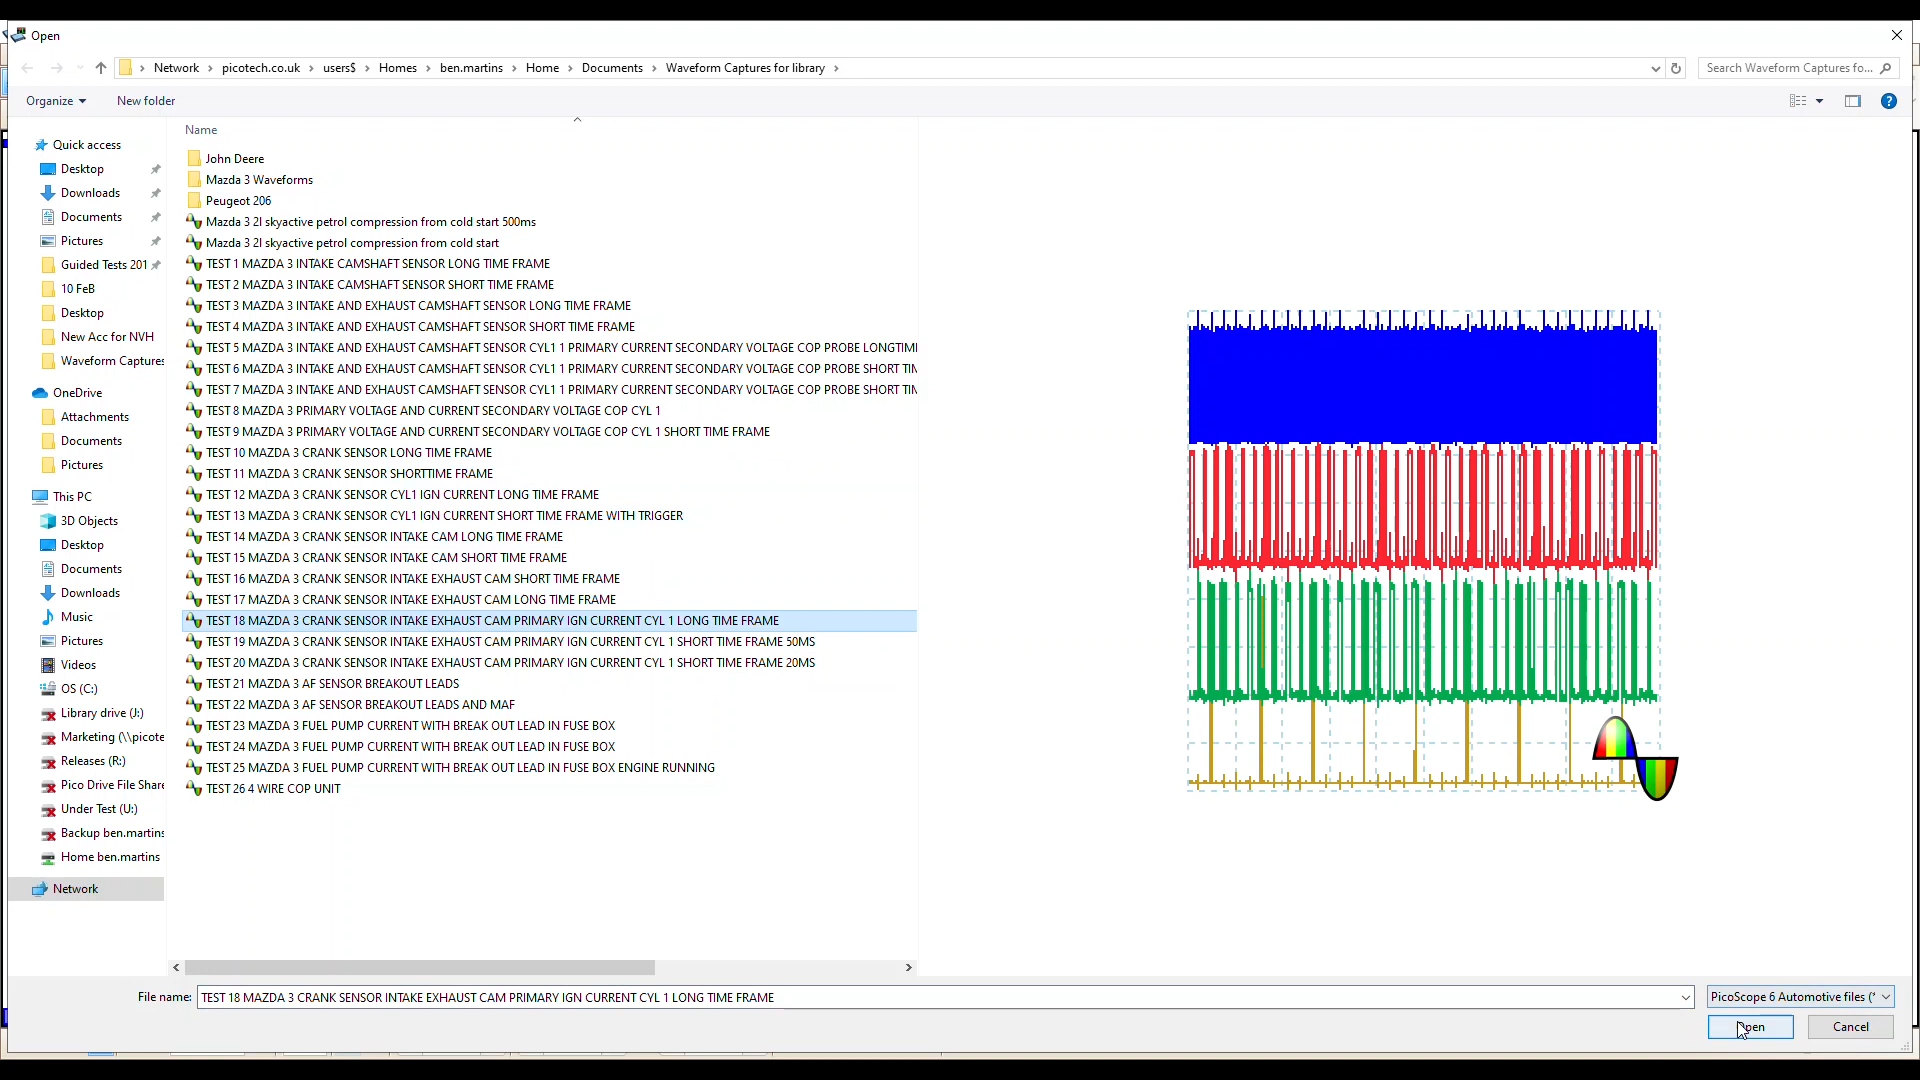 Open
Network > picotech.co.uk > users$ > Homes > ben.martins > Home > Documents > Waveform Captures for library >
Search Waveform Captures fo...
Organize
New folder
Name
Quick access
Desktop
Downloads
Documents
Pictures
Guided Tests 201
10 FeB
Desktop
New Acc for NVH
Waveform Captures
OneDrive
Attachments
Documents
Pictures
This PC
3D Objects
Desktop
Documents
Downloads
Music
Pictures
Videos
OS (C:)
Library drive (J:)
Marketing (\\picote
Releases (R:)
Pico Drive File Share
Under Test (U:)
Backup ben.martins
Home ben.martins
Network
John Deere
Mazda 3 Waveforms
Peugeot 206
Mazda 3 2l skyactive petrol compression from cold start 500ms
Mazda 3 2l skyactive petrol compression from cold start
TEST 1 MAZDA 3 INTAKE CAMSHAFT SENSOR LONG TIME FRAME
TEST 2 MAZDA 3 INTAKE CAMSHAFT SENSOR SHORT TIME FRAME
TEST 3 MAZDA 3 INTAKE AND EXHAUST CAMSHAFT SENSOR LONG TIME FRAME
TEST 4 MAZDA 3 INTAKE AND EXHAUST CAMSHAFT SENSOR SHORT TIME FRAME
TEST 5 MAZDA 3 INTAKE AND EXHAUST CAMSHAFT SENSOR CYL1 1 PRIMARY CURRENT SECONDARY VOLTAGE COP PROBE LONGTIM
TEST 6 MAZDA 3 INTAKE AND EXHAUST CAMSHAFT SENSOR CYL1 1 PRIMARY CURRENT SECONDARY VOLTAGE COP PROBE SHORT TIM
TEST 7 MAZDA 3 INTAKE AND EXHAUST CAMSHAFT SENSOR CYL1 1 PRIMARY CURRENT SECONDARY VOLTAGE COP PROBE SHORT TIM
TEST 8 MAZDA 3 PRIMARY VOLTAGE AND CURRENT SECONDARY VOLTAGE COP CYL 1
TEST 9 MAZDA 3 PRIMARY VOLTAGE AND CURRENT SECONDARY VOLTAGE COP CYL 1 SHORT TIME FRAME
TEST 10 MAZDA 3 CRANK SENSOR LONG TIME FRAME
TEST 11 MAZDA 3 CRANK SENSOR SHORTTIME FRAME
TEST 12 MAZDA 3 CRANK SENSOR CYL1 IGN CURRENT LONG TIME FRAME
TEST 13 MAZDA 3 CRANK SENSOR CYL1 IGN CURRENT SHORT TIME FRAME WITH TRIGGER
TEST 14 MAZDA 3 CRANK SENSOR INTAKE CAM LONG TIME FRAME
TEST 15 MAZDA 3 CRANK SENSOR INTAKE CAM SHORT TIME FRAME
TEST 16 MAZDA 3 CRANK SENSOR INTAKE EXHAUST CAM SHORT TIME FRAME
TEST 17 MAZDA 3 CRANK SENSOR INTAKE EXHAUST CAM LONG TIME FRAME
TEST 18 MAZDA 3 CRANK SENSOR INTAKE EXHAUST CAM PRIMARY IGN CURRENT CYL 1 LONG TIME FRAME
TEST 19 MAZDA 3 CRANK SENSOR INTAKE EXHAUST CAM PRIMARY IGN CURRENT CYL 1 SHORT TIME FRAME 50MS
TEST 20 MAZDA 3 CRANK SENSOR INTAKE EXHAUST CAM PRIMARY IGN CURRENT CYL 1 SHORT TIME FRAME 20MS
TEST 21 MAZDA 3 AF SENSOR BREAKOUT LEADS
TEST 22 MAZDA 3 AF SENSOR BREAKOUT LEADS AND MAF
TEST 23 MAZDA 3 FUEL PUMP CURRENT WITH BREAK OUT LEAD IN FUSE BOX
TEST 24 MAZDA 3 FUEL PUMP CURRENT WITH BREAK OUT LEAD IN FUSE BOX
TEST 25 MAZDA 3 FUEL PUMP CURRENT WITH BREAK OUT LEAD IN FUSE BOX ENGINE RUNNING
TEST 26 4 WIRE COP UNIT
File name: TEST 18 MAZDA 3 CRANK SENSOR INTAKE EXHAUST CAM PRIMARY IGN CURRENT CYL 1 LONG TIME FRAME
PicoScope 6 Automotive files (*
Open
Cancel